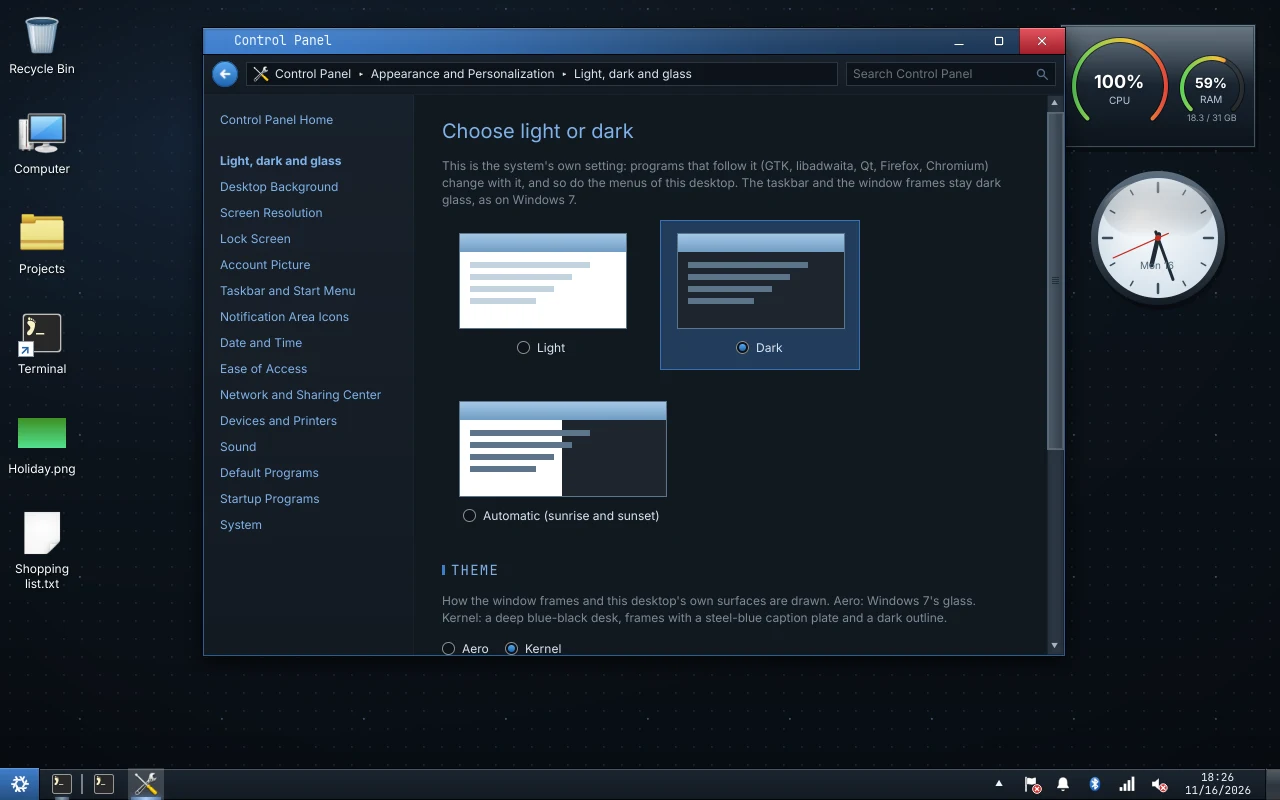 Recycle Bin
Computer
Projects
Terminal
Holiday.png
Shopping
list.txt
Control Panel
Control Panel ▸ Appearance and Personalization ▸ Light, dark and glass
Search Control Panel
Control Panel Home
Light, dark and glass
Desktop Background
Screen Resolution
Lock Screen
Account Picture
Taskbar and Start Menu
Notification Area Icons
Date and Time
Ease of Access
Network and Sharing Center
Devices and Printers
Sound
Default Programs
Startup Programs
System
Choose light or dark
This is the system's own setting: programs that follow it (GTK, libadwaita, Qt, Firefox, Chromium)
change with it, and so do the menus of this desktop. The taskbar and the window frames stay dark
glass, as on Windows 7.
Light
Dark
Automatic (sunrise and sunset)
THEME
How the window frames and this desktop's own surfaces are drawn. Aero: Windows 7's glass.
Kernel: a deep blue-black desk, frames with a steel-blue caption plate and a dark outline.
Aero
Kernel
100%
CPU
59%
RAM
18.3 / 31 GB
Mon 16
18:26
11/16/2026